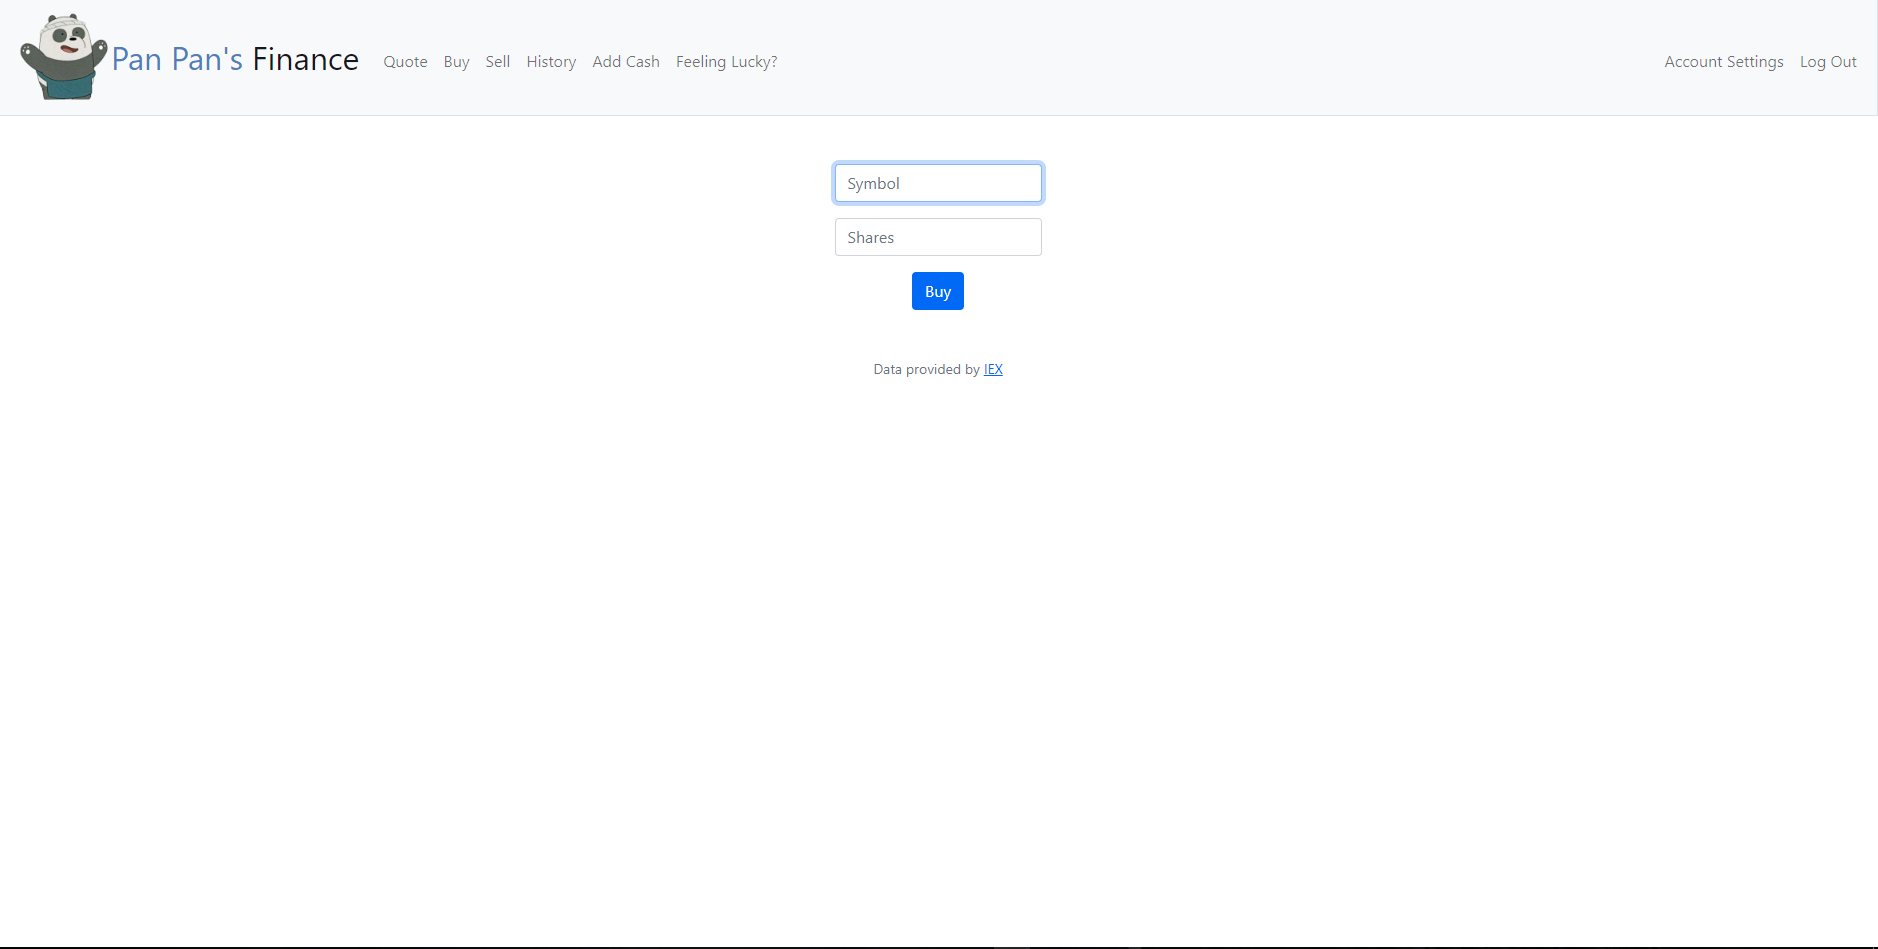 Pan Pan's Finance Quote Buy Sell History Add Cash Feeling Lucky? Account Settings Log Out
Symbol
Shares
Buy
Data provided by IEX